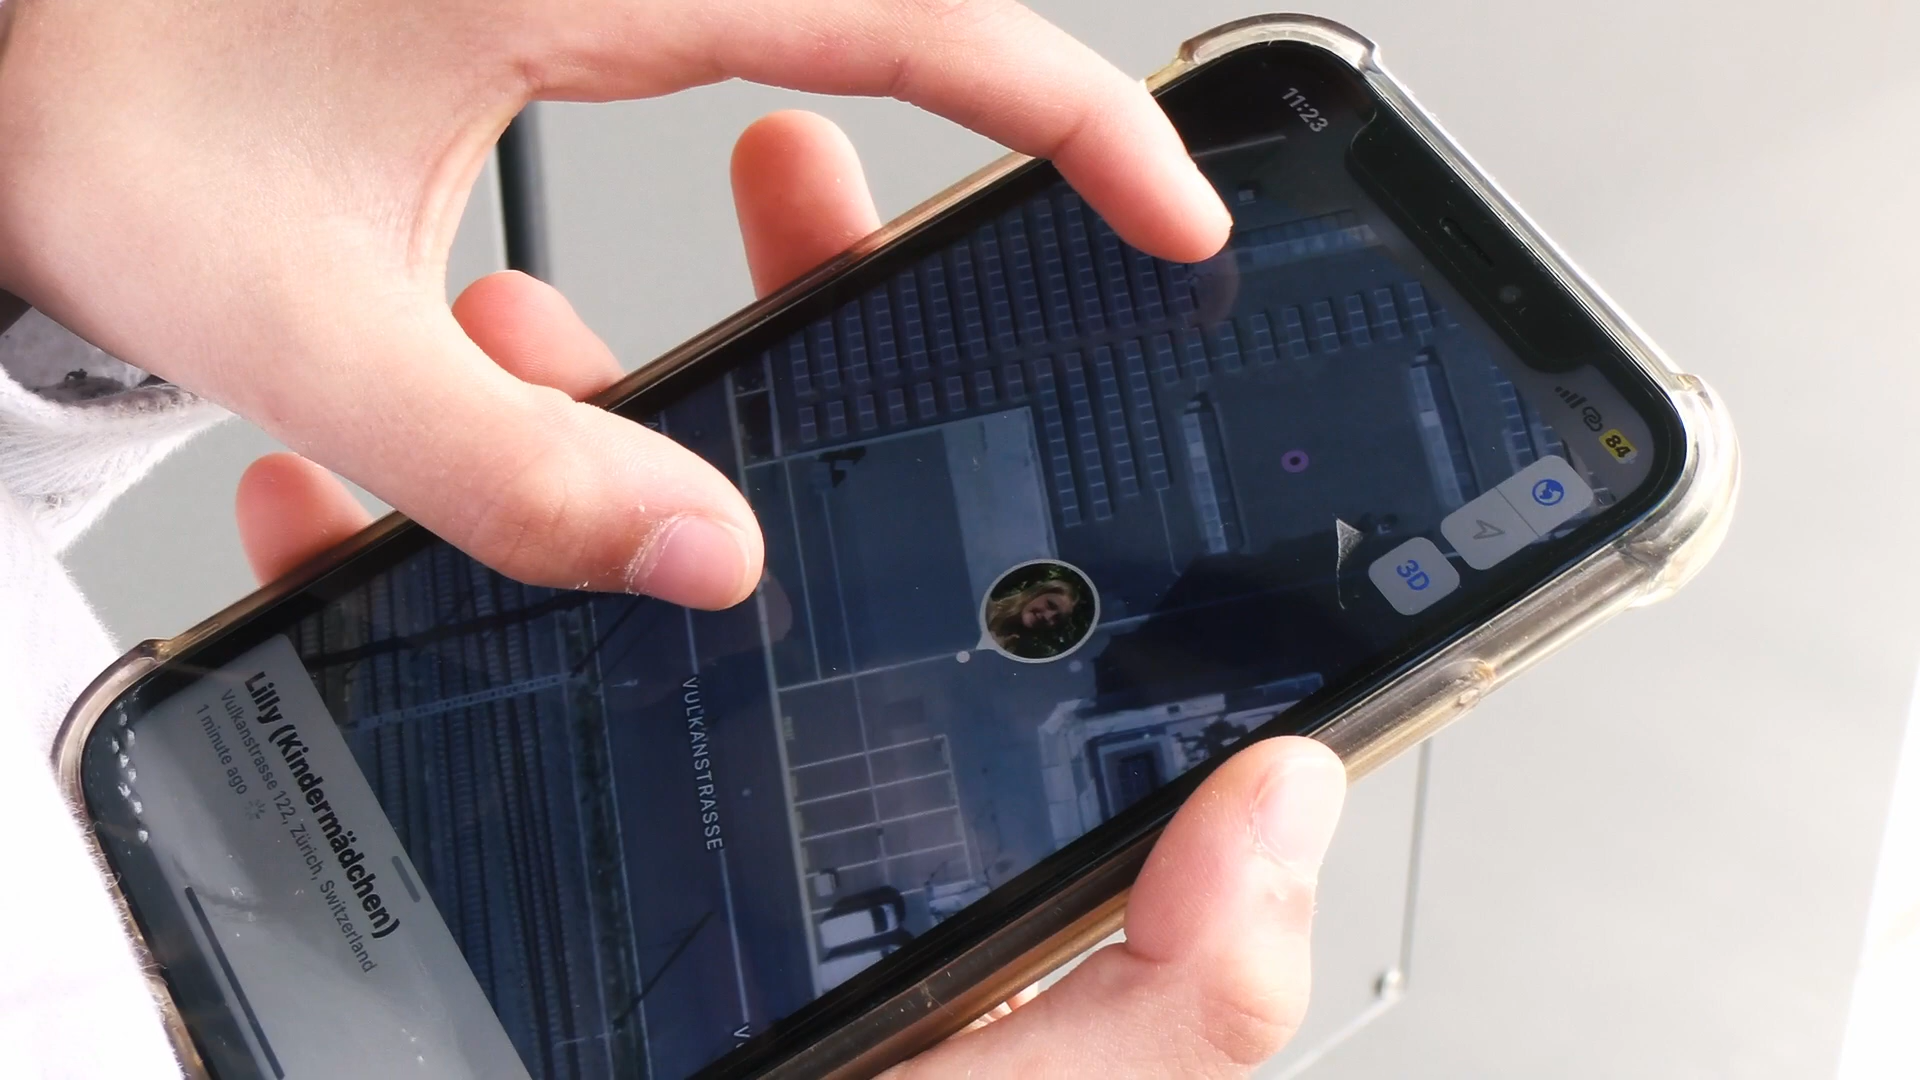 11:23
84
3D
VULKANSTRASSE
V
Lilly (Kindermädchen)
Vulkanstrasse 122, Zürich, Switzerland
1 minute ago